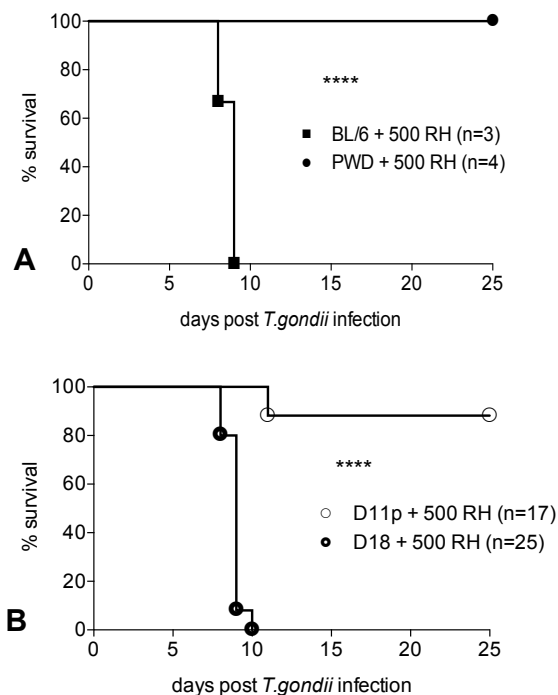 100
80
60
40
20
0
% survival
****
BL/6 + 500 RH (n=3)
PWD + 500 RH (n=4)
A
0 5 10 15 20 25
days post T.gondii infection
100
80
60
40
20
0
% survival
****
D11p + 500 RH (n=17)
D18 + 500 RH (n=25)
B
0 5 10 15 20 25
days post T.gondii infection